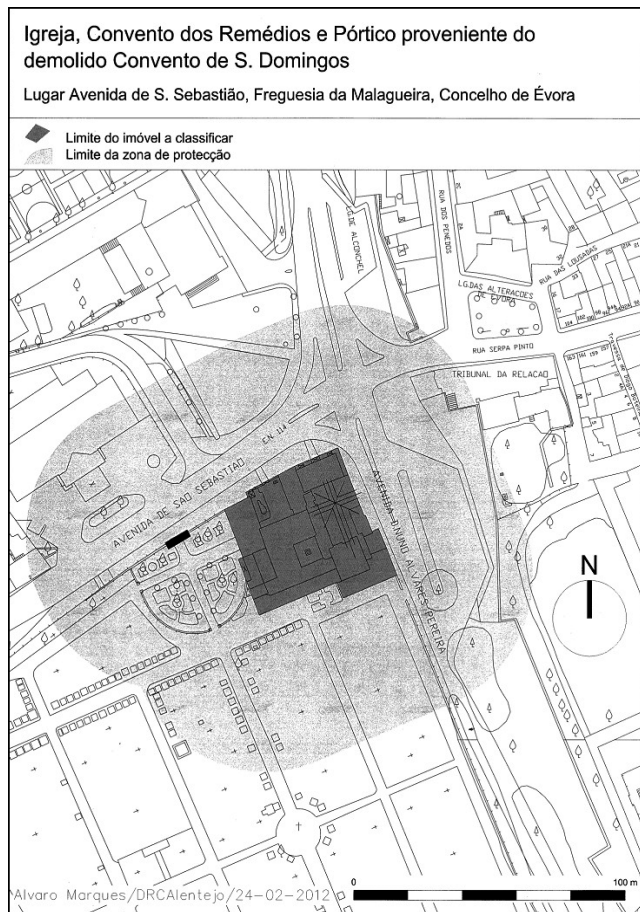 Igreja, Convento dos Remédios e Pórtico proveniente do
demolido Convento de S. Domingos
Lugar Avenida de S. Sebastião, Freguesia da Malagueira, Concelho de Évora
Limite do imóvel a classificar
Limite da zona de protecção
LG.DE ALCONCHEL
RUA DOS PENEDOS
RUA DAS LOUSADAS
LG.DAS ALTERACOES
DE EVORA
RUA SERPA PINTO
TRIBUNAL DA RELACAO
E.N. 114
AVENIDA DE SAO SEBASTIAO
AVENIDA D.NUNO ALVARES PEREIRA
N
0
100 m
Alvaro Marques/DRCAlentejo/24-02-2012